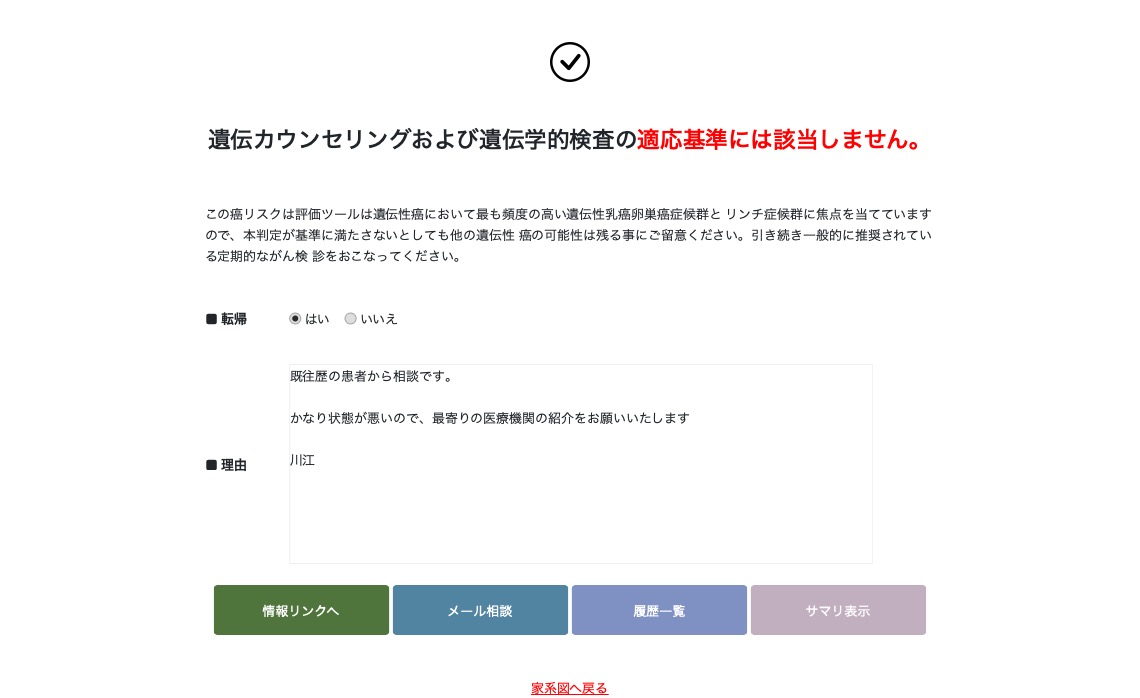 遺伝カウンセリングおよび遺伝学的検査の適応基準には該当しません。
この癌リスクは評価ツールは遺伝性癌において最も頻度の高い遺伝性乳癌卵巣癌症候群と リンチ症候群に焦点を当てています
ので、本判定が基準に満たさないとしても他の遺伝性 癌の可能性は残る事にご留意ください。引き続き一般的に推奨されてい
る定期的ながん検 診をおこなってください。
■ 転帰 はい いいえ
既往歴の患者から相談です。
かなり状態が悪いので、最寄りの医療機関の紹介をお願いいたします
川江
■ 理由
情報リンクへ メール相談 履歴一覧 サマリ表示
家系図へ戻る